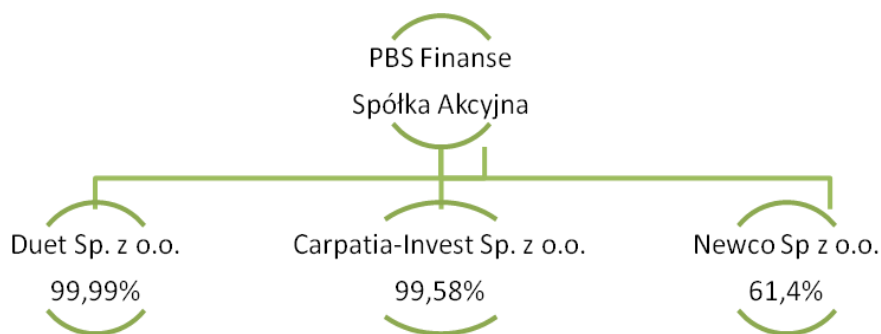 PBS Finanse
Spółka Akcyjna
Duet Sp. z o.o.
99,99%
Carpatia-Invest Sp. z o.o.
99,58%
Newco Sp z o.o.
61,4%